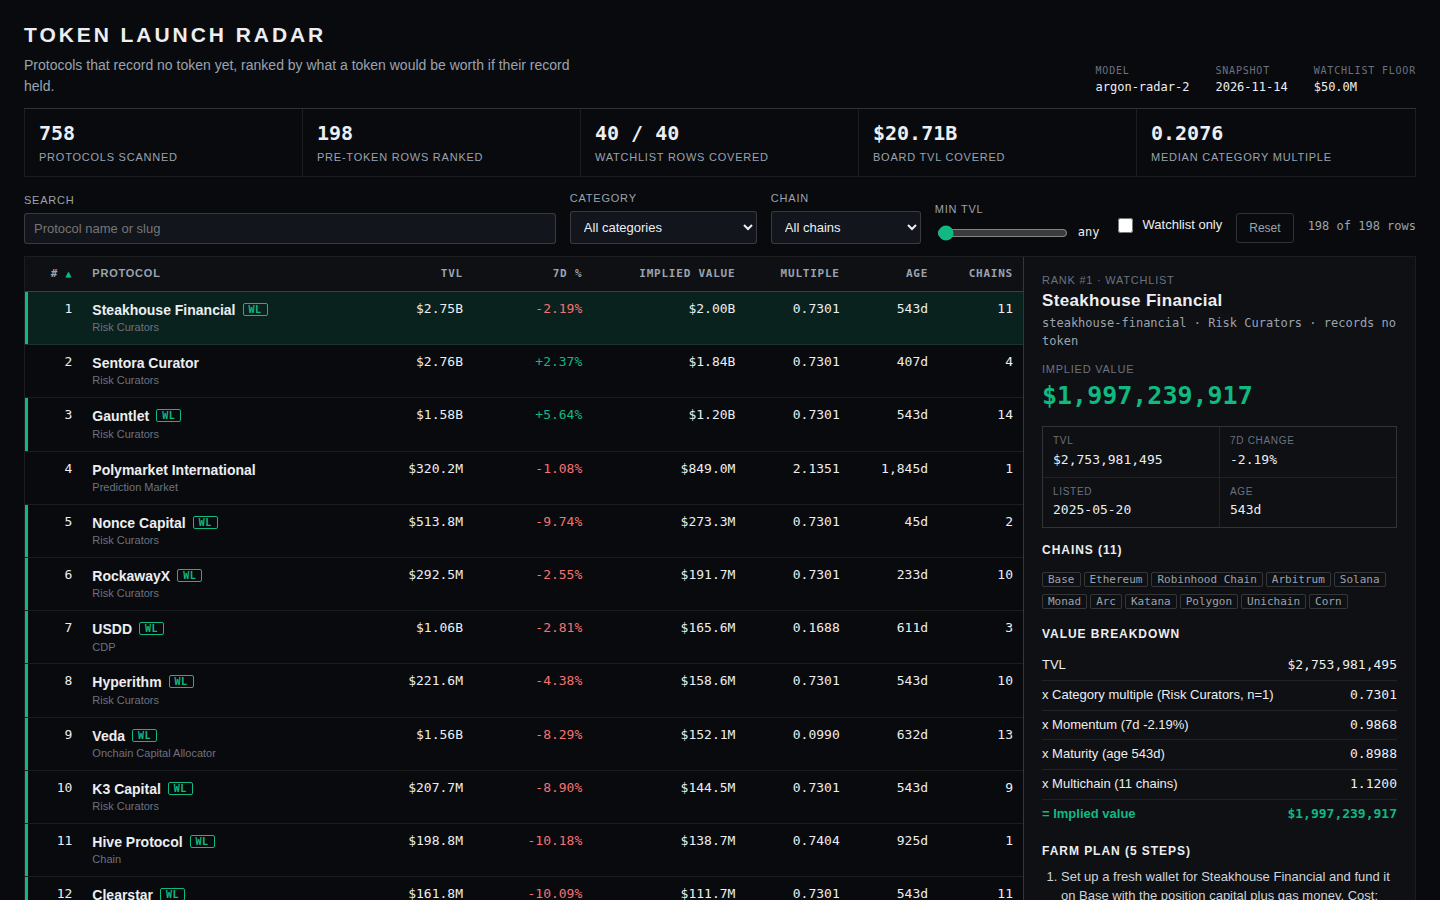 TOKEN LAUNCH RADAR
Protocols that record no token yet, ranked by what a token would be worth if their record
held.
MODEL SNAPSHOT WATCHLIST FLOOR
argon-radar-2 2026-11-14 $50.0M
758 198 40 / 40 $20.71B 0.2076
PROTOCOLS SCANNED PRE-TOKEN ROWS RANKED WATCHLIST ROWS COVERED BOARD TVL COVERED MEDIAN CATEGORY MULTIPLE
SEARCH CATEGORY CHAIN MIN TVL
Protocol name or slug All categories All chains any Watchlist only Reset 198 of 198 rows
# ▲ PROTOCOL TVL 7D % IMPLIED VALUE MULTIPLE AGE CHAINS
1 Steakhouse Financial WL $2.75B -2.19% $2.00B 0.7301 543d 11
Risk Curators
2 Sentora Curator $2.76B +2.37% $1.84B 0.7301 407d 4
Risk Curators
3 Gauntlet WL $1.58B +5.64% $1.20B 0.7301 543d 14
Risk Curators
4 Polymarket International $320.2M -1.08% $849.0M 2.1351 1,845d 1
Prediction Market
5 Nonce Capital WL $513.8M -9.74% $273.3M 0.7301 45d 2
Risk Curators
6 RockawayX WL $292.5M -2.55% $191.7M 0.7301 233d 10
Risk Curators
7 USDD WL $1.06B -2.81% $165.6M 0.1688 611d 3
CDP
8 Hyperithm WL $221.6M -4.38% $158.6M 0.7301 543d 10
Risk Curators
9 Veda WL $1.56B -8.29% $152.1M 0.0990 632d 13
Onchain Capital Allocator
10 K3 Capital WL $207.7M -8.90% $144.5M 0.7301 543d 9
Risk Curators
11 Hive Protocol WL $198.8M -10.18% $138.7M 0.7404 925d 1
Chain
12 Clearstar WL $161.8M -10.09% $111.7M 0.7301 543d 11
RANK #1 · WATCHLIST
Steakhouse Financial
steakhouse-financial · Risk Curators · records no
token
IMPLIED VALUE
$1,997,239,917
TVL 7D CHANGE
$2,753,981,495 -2.19%
LISTED AGE
2025-05-20 543d
CHAINS (11)
Base Ethereum Robinhood Chain Arbitrum Solana
Monad Arc Katana Polygon Unichain Corn
VALUE BREAKDOWN
TVL $2,753,981,495
x Category multiple (Risk Curators, n=1) 0.7301
x Momentum (7d -2.19%) 0.9868
x Maturity (age 543d) 0.8988
x Multichain (11 chains) 1.1200
= Implied value $1,997,239,917
FARM PLAN (5 STEPS)
1. Set up a fresh wallet for Steakhouse Financial and fund it
on Base with the position capital plus gas money. Cost: